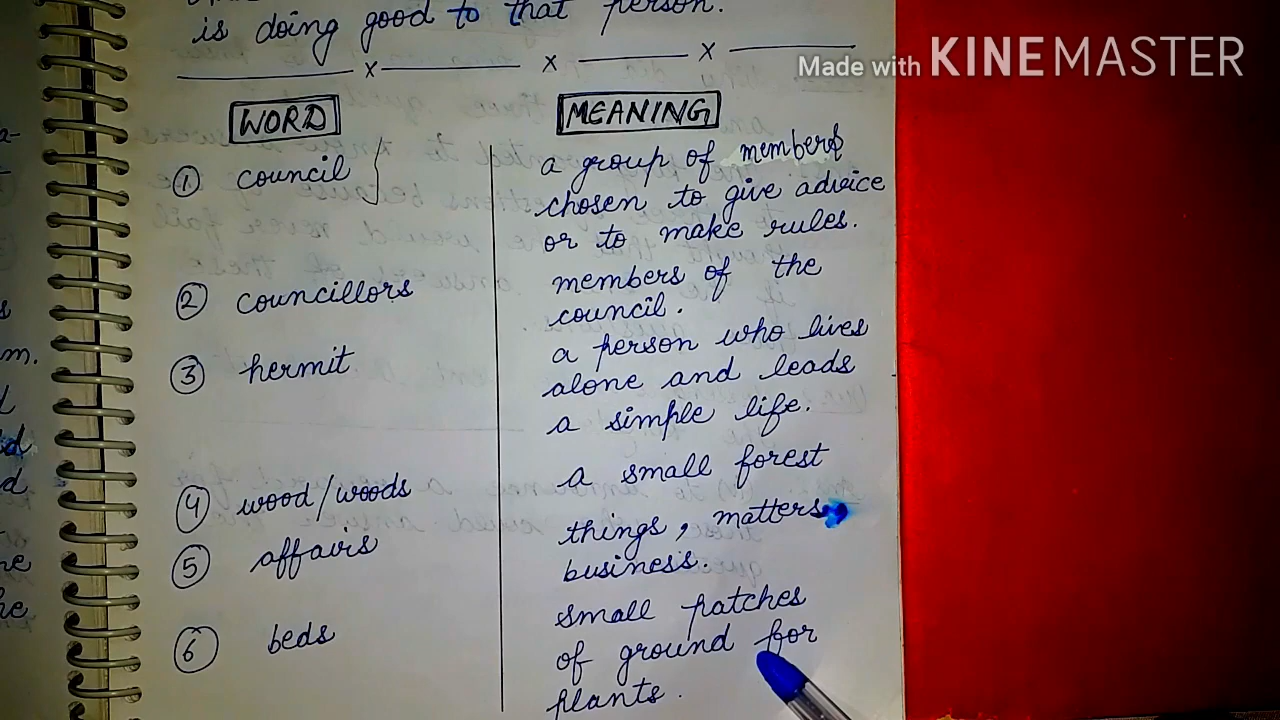 is doing good to that person.
x x x
Made with KINEMASTER
WORD MEANING
① council a group of members
chosen to give advice
or to make rules.
② councillors members of the
council.
③ hermit a person who lives
alone and leads
a simple life.
④ wood/woods a small forest
⑤ affairs things, matters
business.
⑥ beds small patches
of ground for
plants.